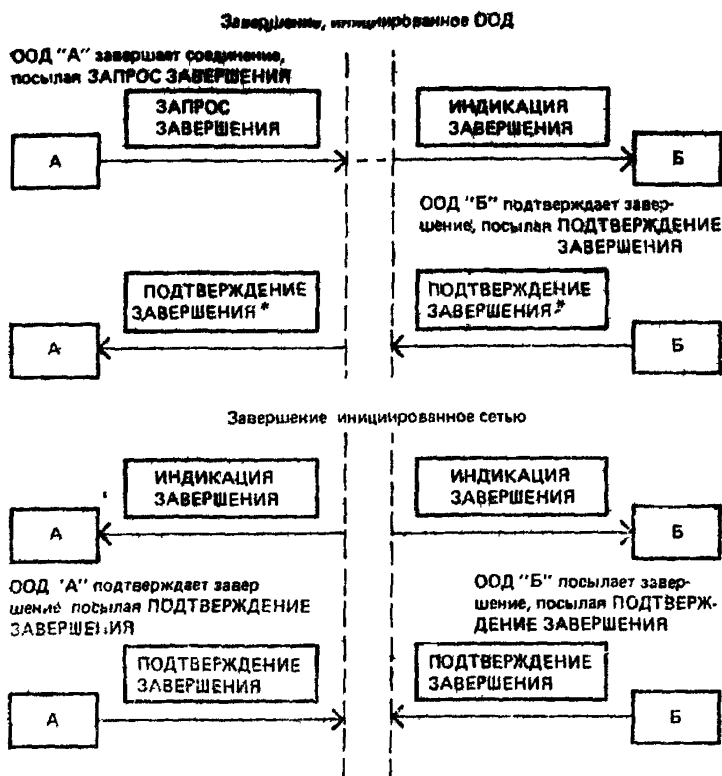 Завершение, инициированное ООД
ООД "А" завершает соединение,
посылая ЗАПРОС ЗАВЕРШЕНИЯ
ЗАПРОС
ЗАВЕРШЕНИЯ
ИНДИКАЦИЯ
ЗАВЕРШЕНИЯ
А
Б
ООД "Б" подтверждает завер-
шение, посылая ПОДТВЕРЖДЕНИЕ
ЗАВЕРШЕНИЯ
ПОДТВЕРЖДЕНИЕ
ЗАВЕРШЕНИЯ*
ПОДТВЕРЖДЕНИЕ
ЗАВЕРШЕНИЯ*
А
Б
Завершение инициированное сетью
ИНДИКАЦИЯ
ЗАВЕРШЕНИЯ
ИНДИКАЦИЯ
ЗАВЕРШЕНИЯ
А
Б
ООД "А" подтверждает завер
шение посылая ПОДТВЕРЖДЕНИЕ
ЗАВЕРШЕНИЯ
ООД "Б" посылает завер-
шение, посылая ПОДТВЕРЖ-
ДЕНИЕ ЗАВЕРШЕНИЯ
ПОДТВЕРЖДЕНИЕ
ЗАВЕРШЕНИЯ
ПОДТВЕРЖДЕНИЕ
ЗАВЕРШЕНИЯ
А
Б